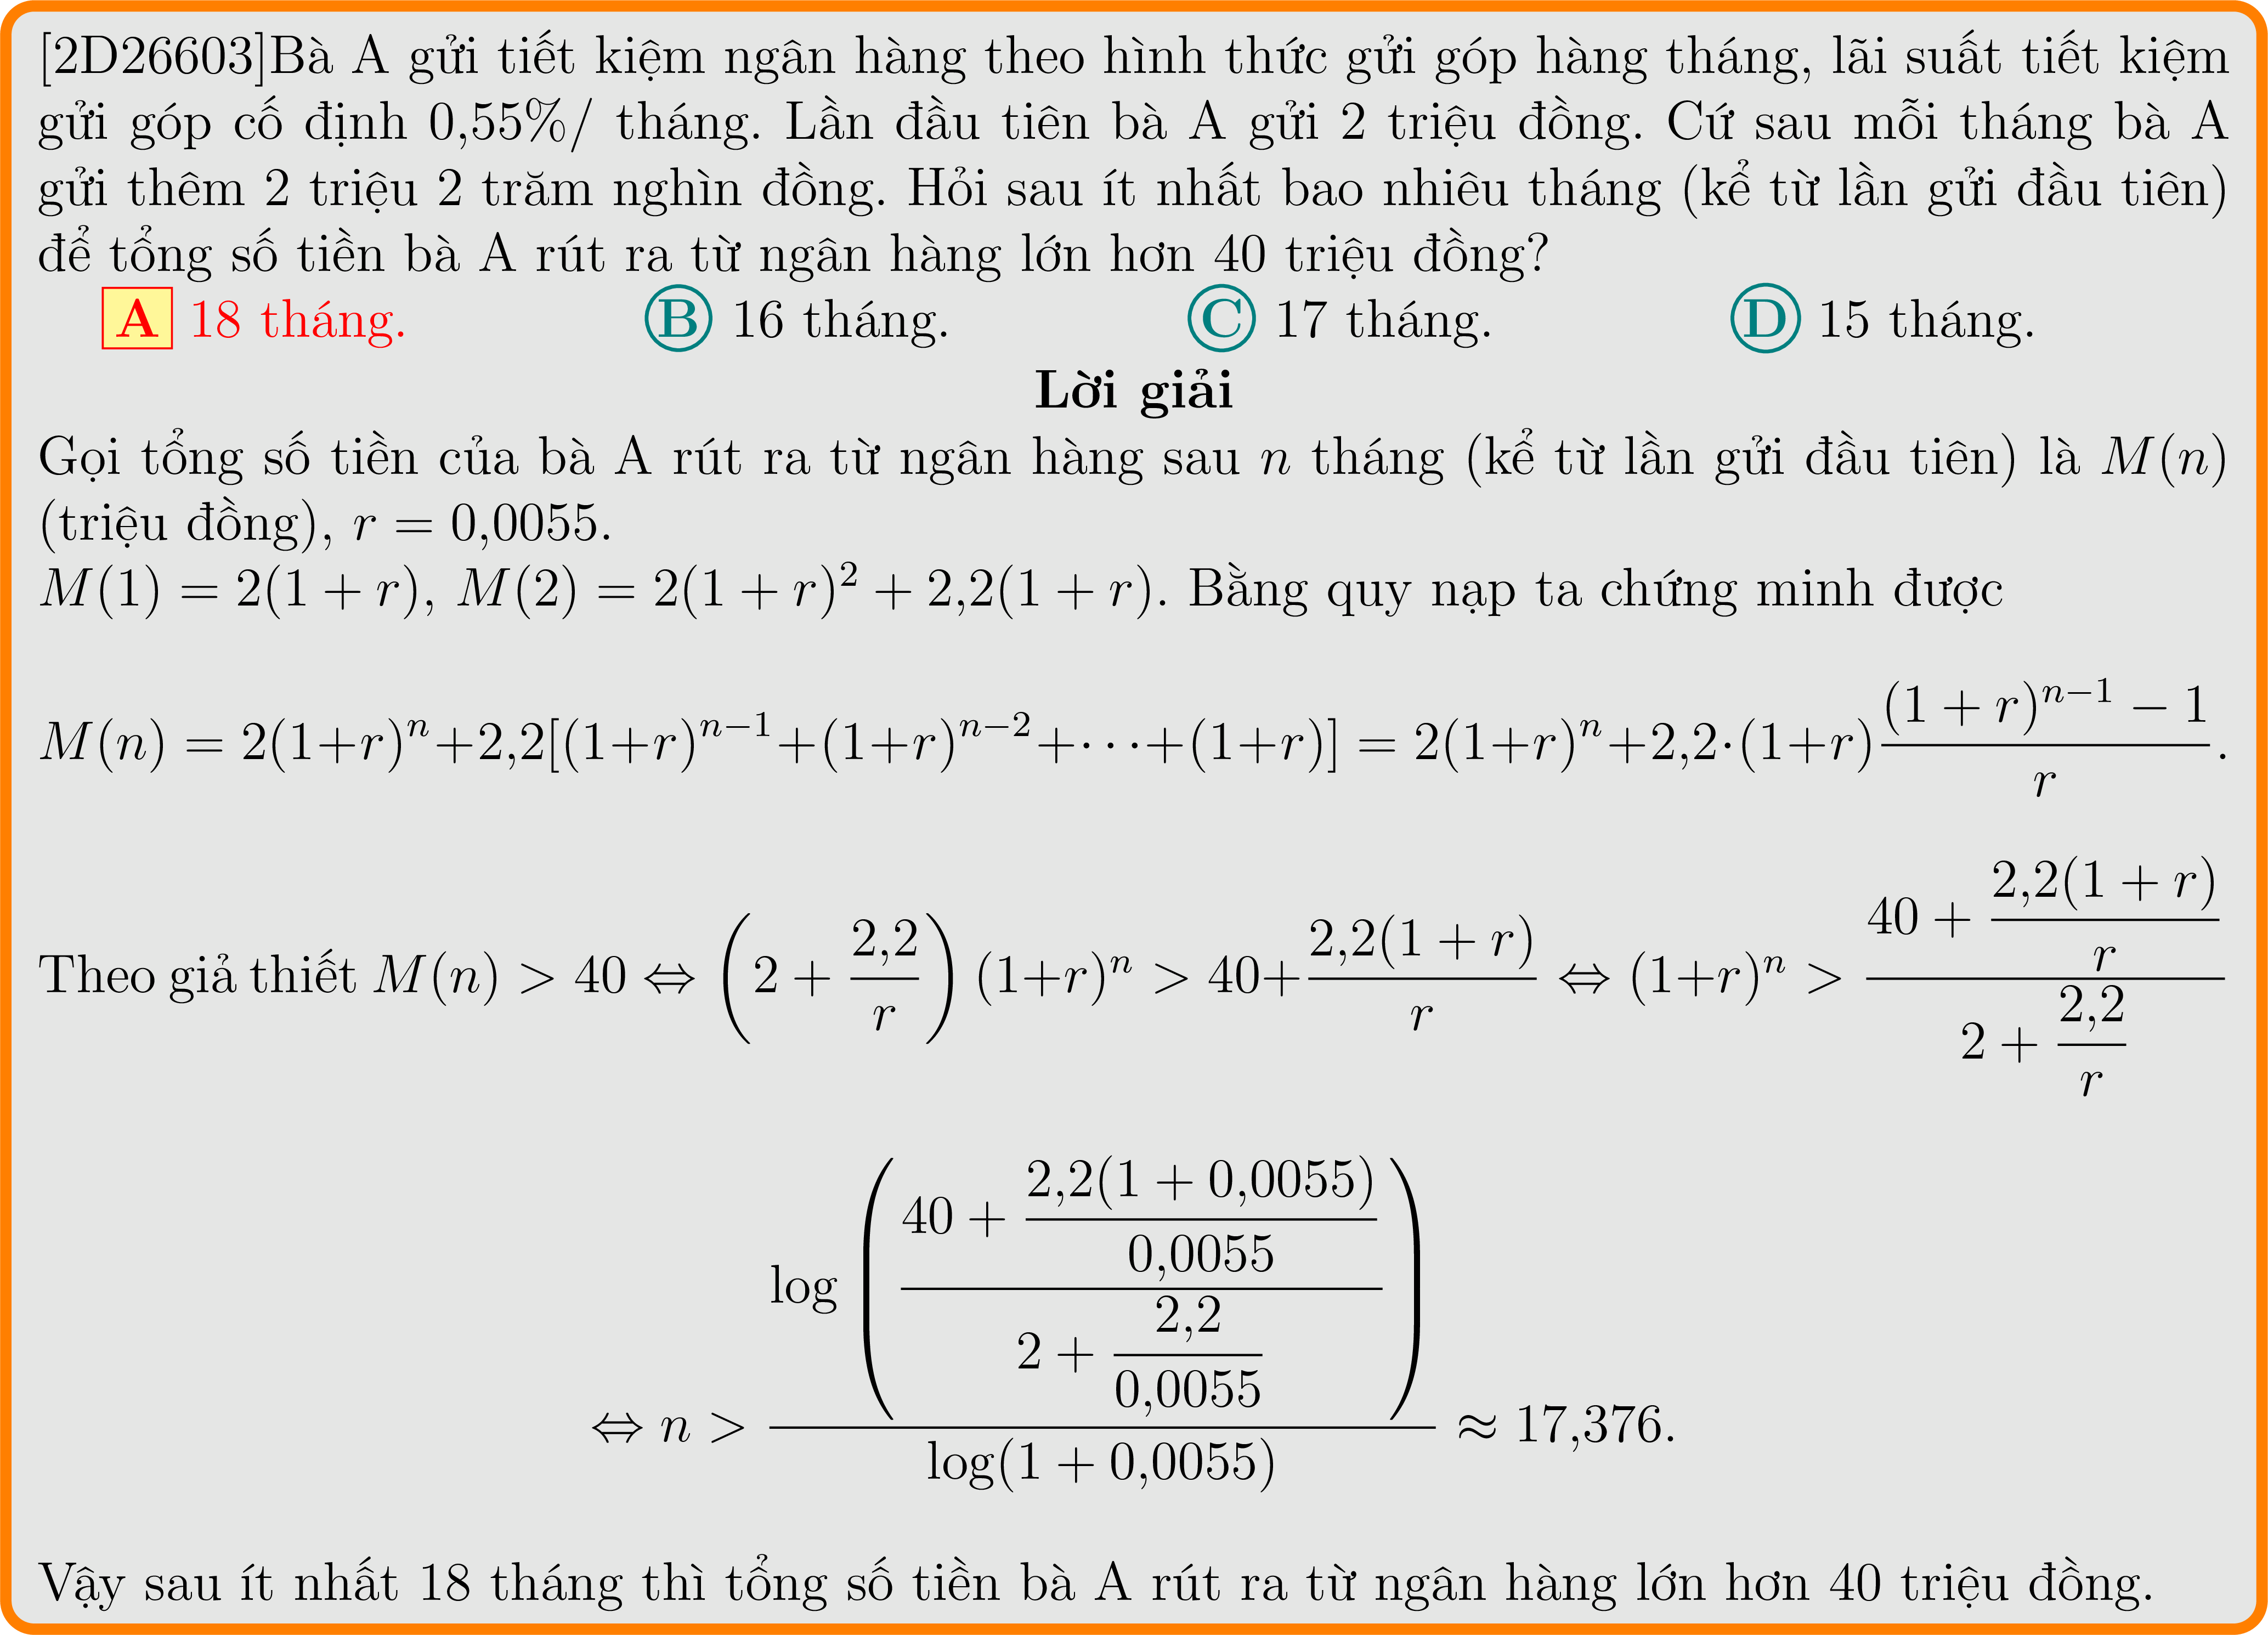 [2D26603]Bà A gửi tiết kiệm ngân hàng theo hình thức gửi góp hàng tháng, lãi suất tiết kiệm
gửi góp cố định 0,55%/ tháng. Lần đầu tiên bà A gửi 2 triệu đồng. Cứ sau mỗi tháng bà A
gửi thêm 2 triệu 2 trăm nghìn đồng. Hỏi sau ít nhất bao nhiêu tháng (kể từ lần gửi đầu tiên)
để tổng số tiền bà A rút ra từ ngân hàng lớn hơn 40 triệu đồng?
A 18 tháng. B 16 tháng. C 17 tháng. D 15 tháng.
Lời giải
Gọi tổng số tiền của bà A rút ra từ ngân hàng sau n tháng (kể từ lần gửi đầu tiên) là M(n)
(triệu đồng), r = 0,0055.
M(1) = 2(1 + r), M(2) = 2(1 + r)^2 + 2,2(1 + r). Bằng quy nạp ta chứng minh được
M(n) = 2(1+r)^n+2,2[(1+r)^{n−1}+(1+r)^{n−2}+···+(1+r)] = 2(1+r)^n+2,2·(1+r)\frac{(1 + r)^{n−1} − 1}{r}.
Theo giả thiết M(n) > 40 ⇔ (2 + \frac{2,2}{r})(1+r)^n > 40+\frac{2,2(1 + r)}{r} ⇔ (1+r)^n > \frac{40 + \frac{2,2(1 + r)}{r}}{2 + \frac{2,2}{r}}
⇔ n > \frac{log(\frac{40 + \frac{2,2(1 + 0,0055)}{0,0055}}{2 + \frac{2,2}{0,0055}})}{log(1 + 0,0055)} ≈ 17,376.
Vậy sau ít nhất 18 tháng thì tổng số tiền bà A rút ra từ ngân hàng lớn hơn 40 triệu đồng.